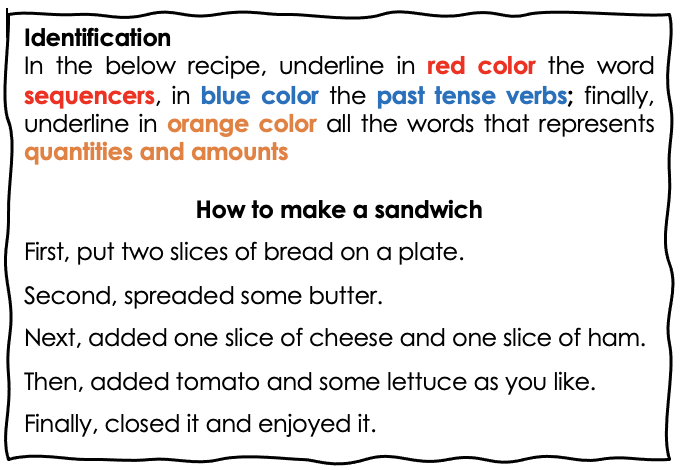 Identification
In the below recipe, underline in red color the word
sequencers, in blue color the past tense verbs; finally,
underline in orange color all the words that represents
quantities and amounts
How to make a sandwich
First, put two slices of bread on a plate.
Second, spreaded some butter.
Next, added one slice of cheese and one slice of ham.
Then, added tomato and some lettuce as you like.
Finally, closed it and enjoyed it.